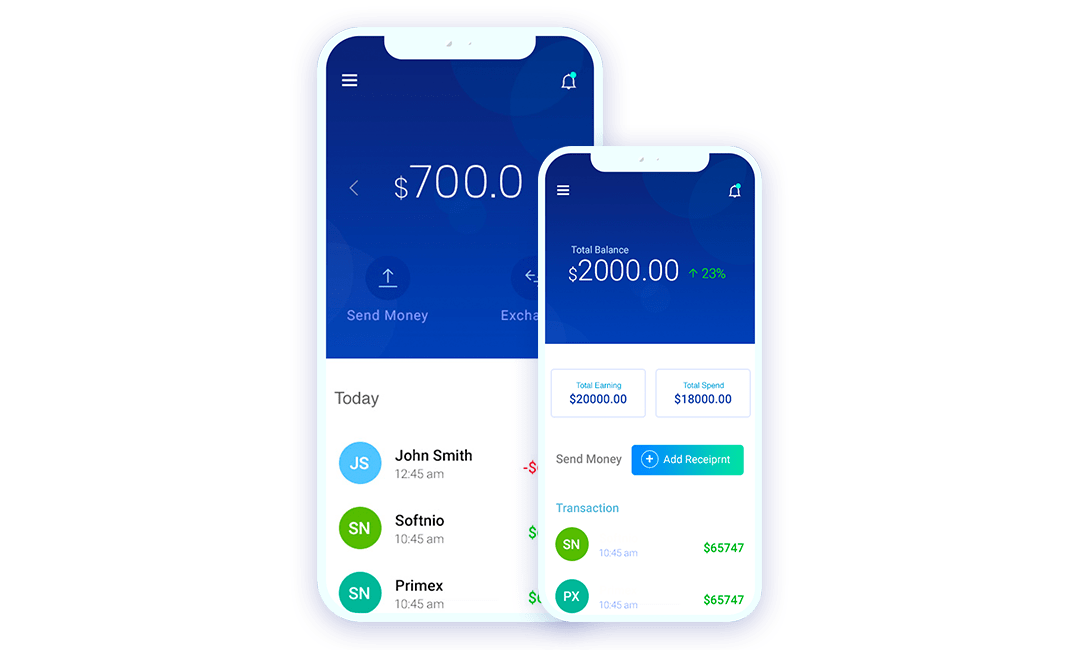 $700.0
Send Money
Excha
Today
JS
John Smith
12:45 am
-$
SN
Softnio
10:45 am
$
SN
Primex
10:45 am
$
Total Balance
$2000.00 ↑ 23%
Total Earning
$20000.00
Total Spend
$18000.00
Send Money
+ Add Receiprnt
Transaction
SN
10:45 am
$65747
PX
10:45 am
$65747